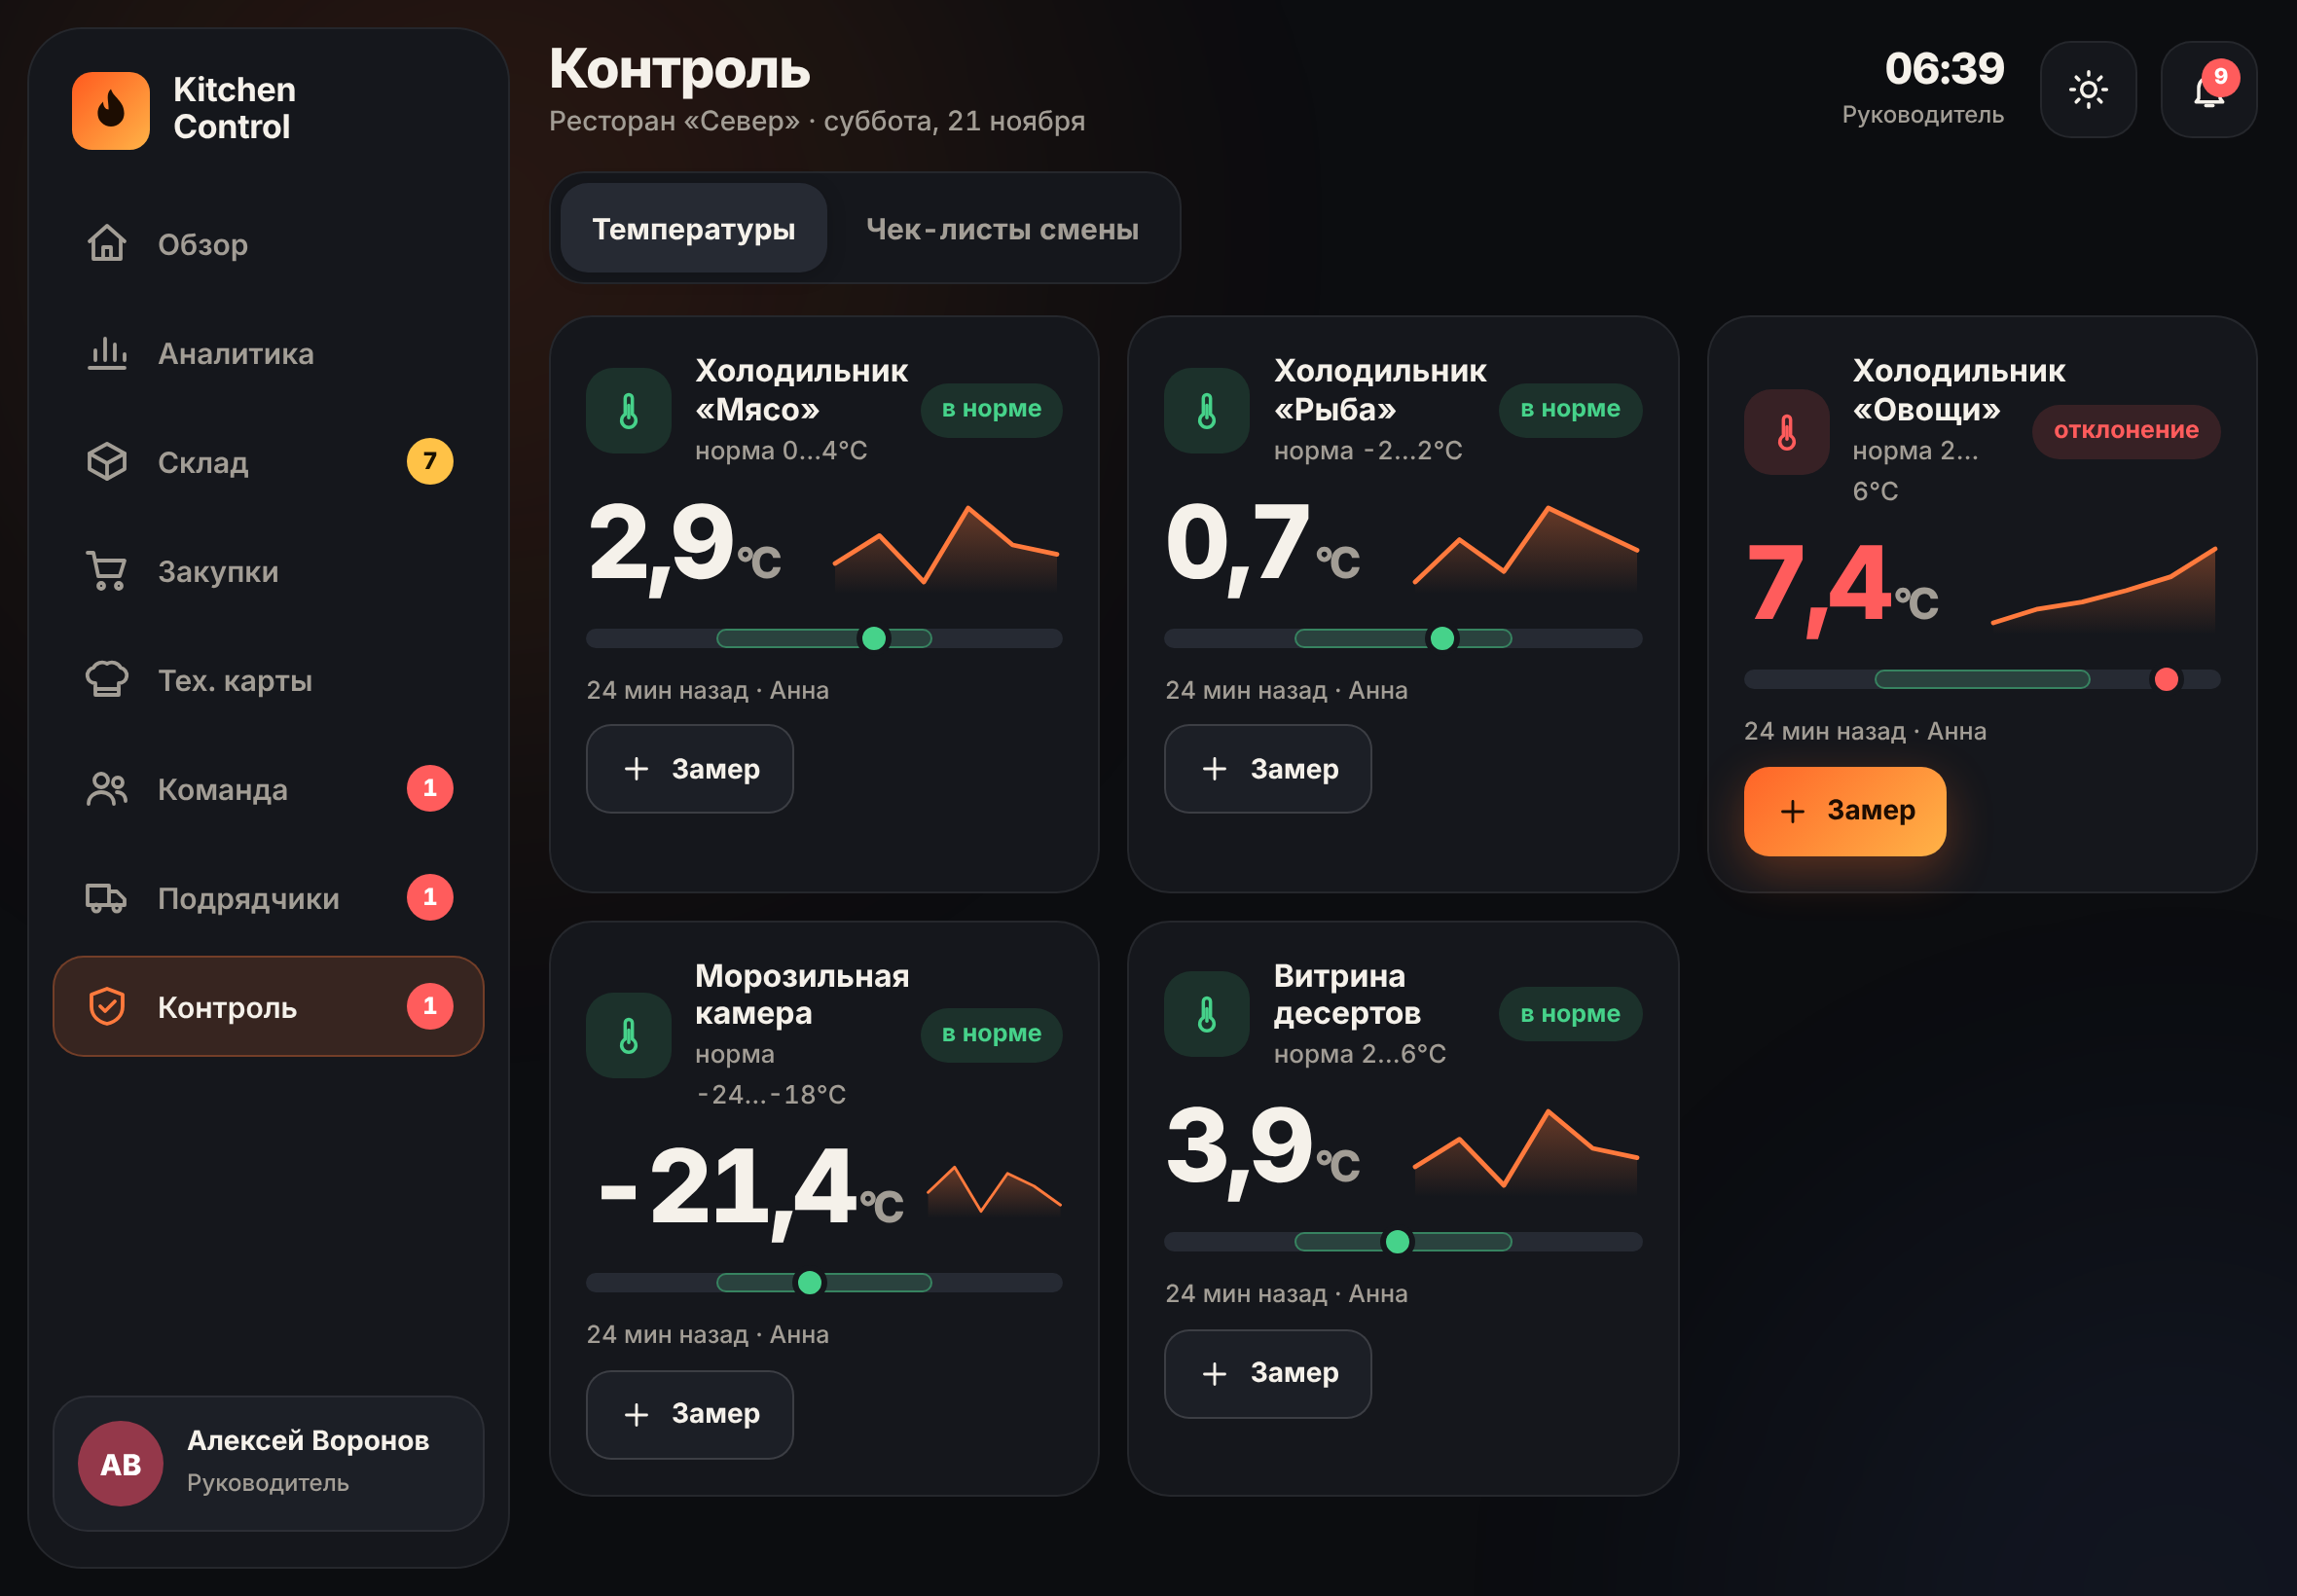 Kitchen
Control
Обзор
Аналитика
Склад
7
Закупки
Тех. карты
Команда
1
Подрядчики
1
Контроль
1
АВ
Алексей Воронов
Руководитель
Контроль
Ресторан «Север» · суббота, 21 ноября
06:39
Руководитель
9
Температуры
Чек-листы смены
Холодильник
«Мясо»
норма 0…4°C
в норме
2,9°C
24 мин назад · Анна
+ Замер
Холодильник
«Рыба»
норма -2…2°C
в норме
0,7°C
24 мин назад · Анна
+ Замер
Холодильник
«Овощи»
норма 2…
6°C
отклонение
7,4°C
24 мин назад · Анна
+ Замер
Морозильная
камера
норма
-24…-18°C
в норме
-21,4°C
24 мин назад · Анна
+ Замер
Витрина
десертов
норма 2…6°C
в норме
3,9°C
24 мин назад · Анна
+ Замер